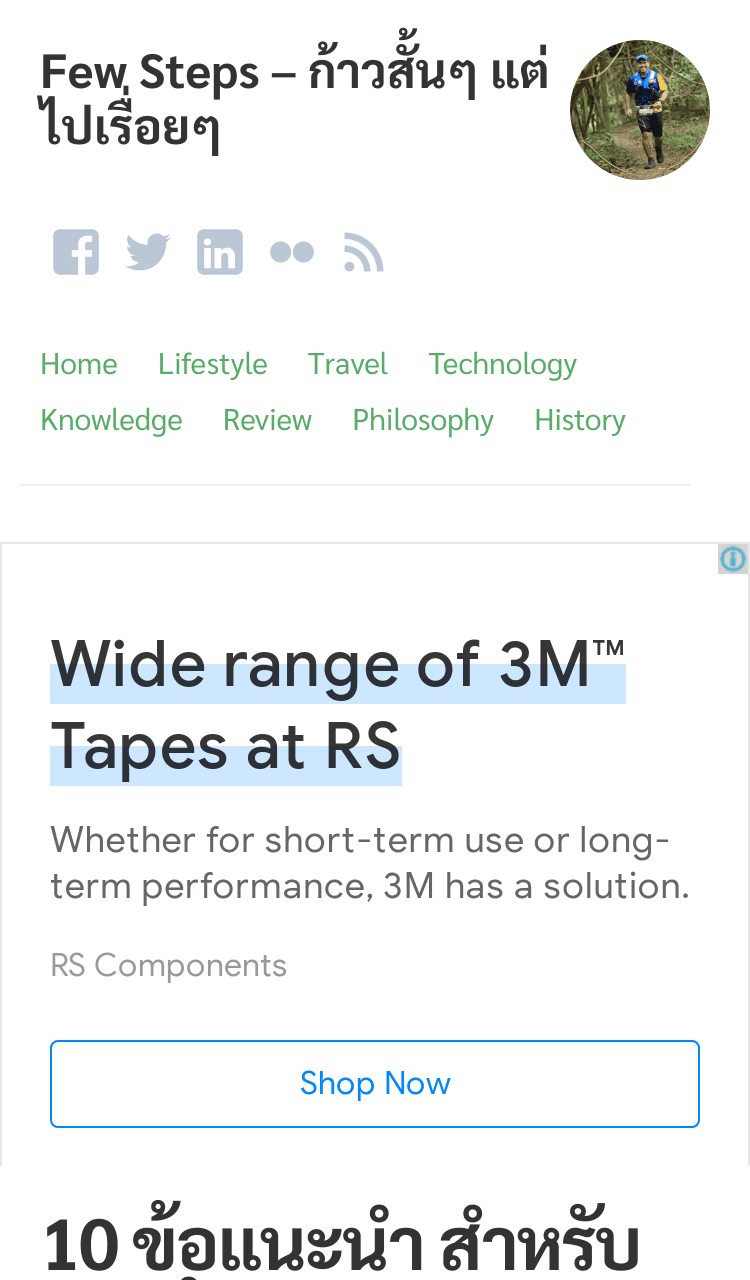 Few Steps – ก้าวสั้นๆ แต่
ไปเรื่อยๆ
Home Lifestyle Travel Technology
Knowledge Review Philosophy History
Wide range of 3M™
Tapes at RS
Whether for short-term use or long-
term performance, 3M has a solution.
RS Components
Shop Now
10 ข้อแนะนำ สำหรับ